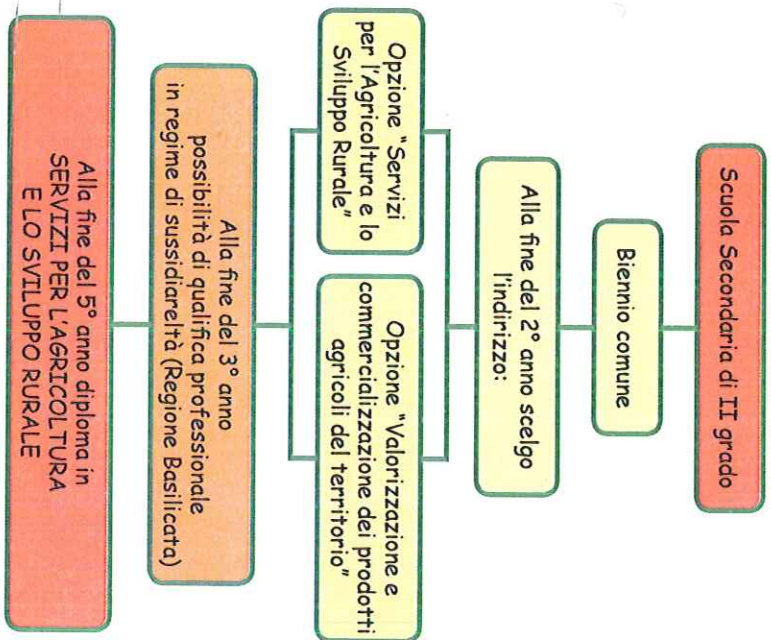 Scuola Secondaria di II grado
Biennio comune
Alla fine del 2° anno scelgo
l'indirizzo:
Opzione "Servizi
per l'Agricoltura e lo
Sviluppo Rurale"
Opzione "Valorizzazione e
commercializzazione dei prodotti
agricoli del territorio"
Alla fine del 3° anno
possibilità di qualifica professionale
in regime di sussidiareltà (Regione Basilicata)
Alla fine del 5° anno diploma in
SERVIZI PER L'AGRICOLTURA
E LO SVILUPPO RURALE